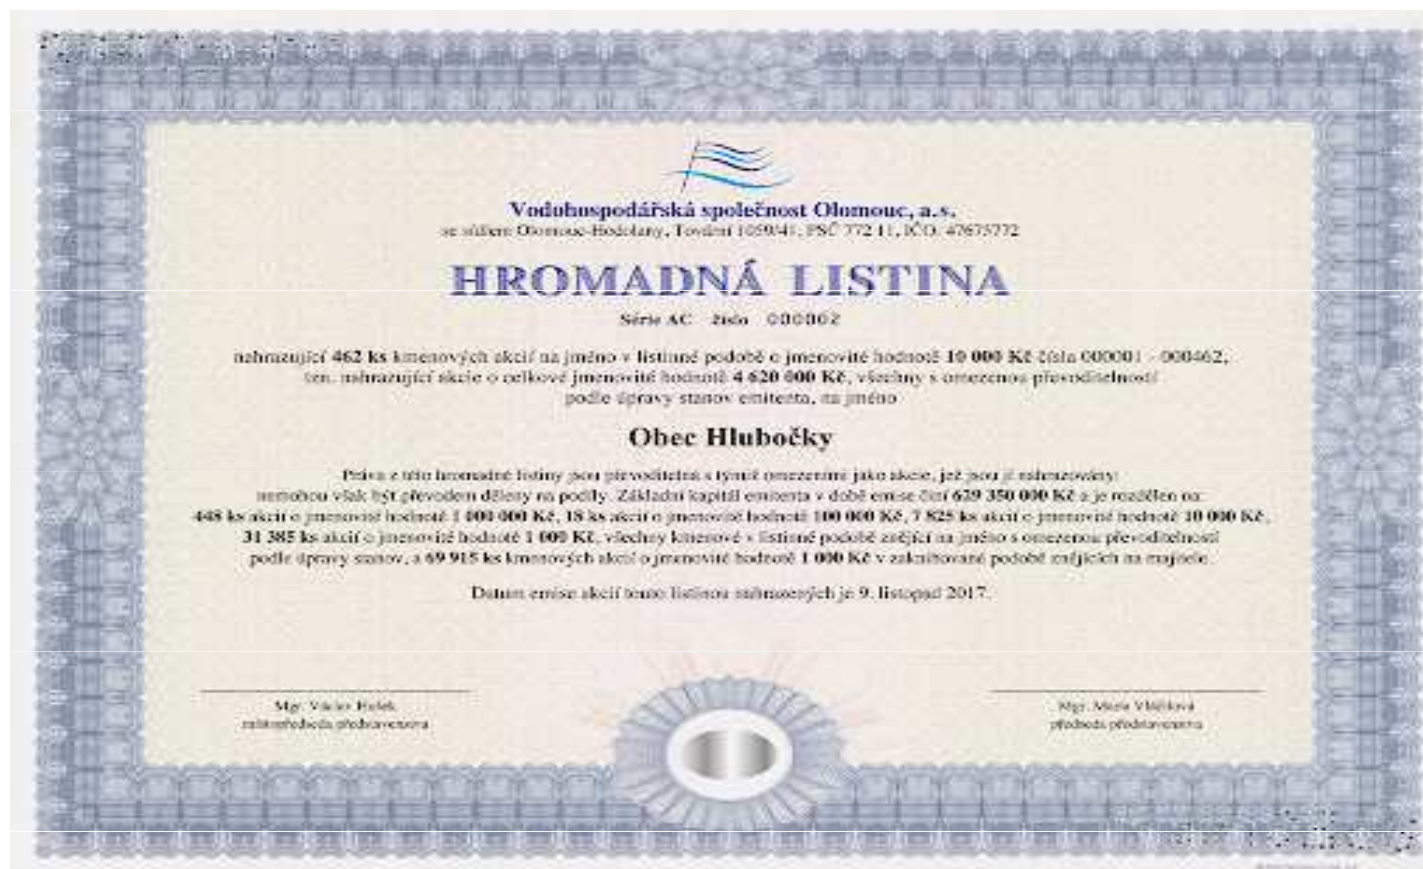 Vodohospodářská společnost Olomouc, a.s.
se sídlem Olomouc-Hodolany, Tovární 1059/41, PSČ 772 11, IČO: 47675772
HROMADNÁ LISTINA
Série AC číslo 000002
nahrazující 462 ks kmenových akcií na jméno v listinné podobě o jmenovité hodnotě 10 000 Kč čísla 000001 - 000462,
tzn. nahrazující akcie o celkové jmenovité hodnotě 4 620 000 Kč, všechny s omezenou převoditelností
podle úpravy stanov emitenta, na jméno
Obec Hlubočky
Práva z této hromadné listiny jsou převoditelná s týmiž omezeními jako akcie, jež jsou jí nahrazovány;
nemohou však být převodem děleny na podíly. Základní kapitál emitenta v době emise činí 629 350 000 Kč a je rozdělen na:
448 ks akcií o jmenovité hodnotě 1 000 000 Kč, 18 ks akcií o jmenovité hodnotě 100 000 Kč, 7 825 ks akcií o jmenovité hodnotě 10 000 Kč,
31 385 ks akcií o jmenovité hodnotě 1 000 Kč, všechny kmenové v listinné podobě znějící na jméno s omezenou převoditelností
podle úpravy stanov, a 69 915 ks kmenových akcií o jmenovité hodnotě 1 000 Kč v zaknihované podobě znějících na majitele.
Datum emise akcií touto listinou nahrazených je 9. listopad 2017.
Mgr. Václav
místopředseda představenstva
Mgr.
předseda představenstva